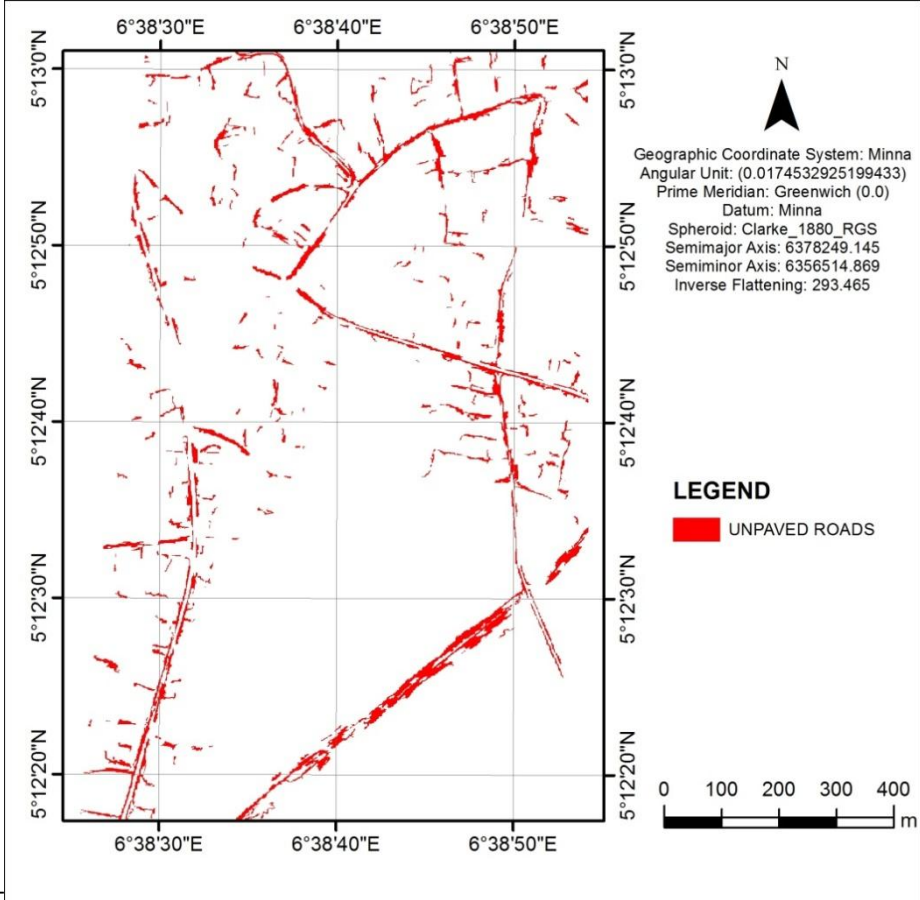 6°38'30"E 6°38'40"E 6°38'50"E
5°13'0"N 5°13'0"N
5°12'50"N 5°12'50"N
5°12'40"N 5°12'40"N
5°12'30"N 5°12'30"N
5°12'20"N 5°12'20"N
6°38'30"E 6°38'40"E 6°38'50"E
N
Geographic Coordinate System: Minna
Angular Unit: (0.0174532925199433)
Prime Meridian: Greenwich (0.0)
Datum: Minna
Spheroid: Clarke_1880_RGS
Semimajor Axis: 6378249.145
Semiminor Axis: 6356514.869
Inverse Flattening: 293.465
LEGEND
UNPAVED ROADS
0 100 200 300 400
m